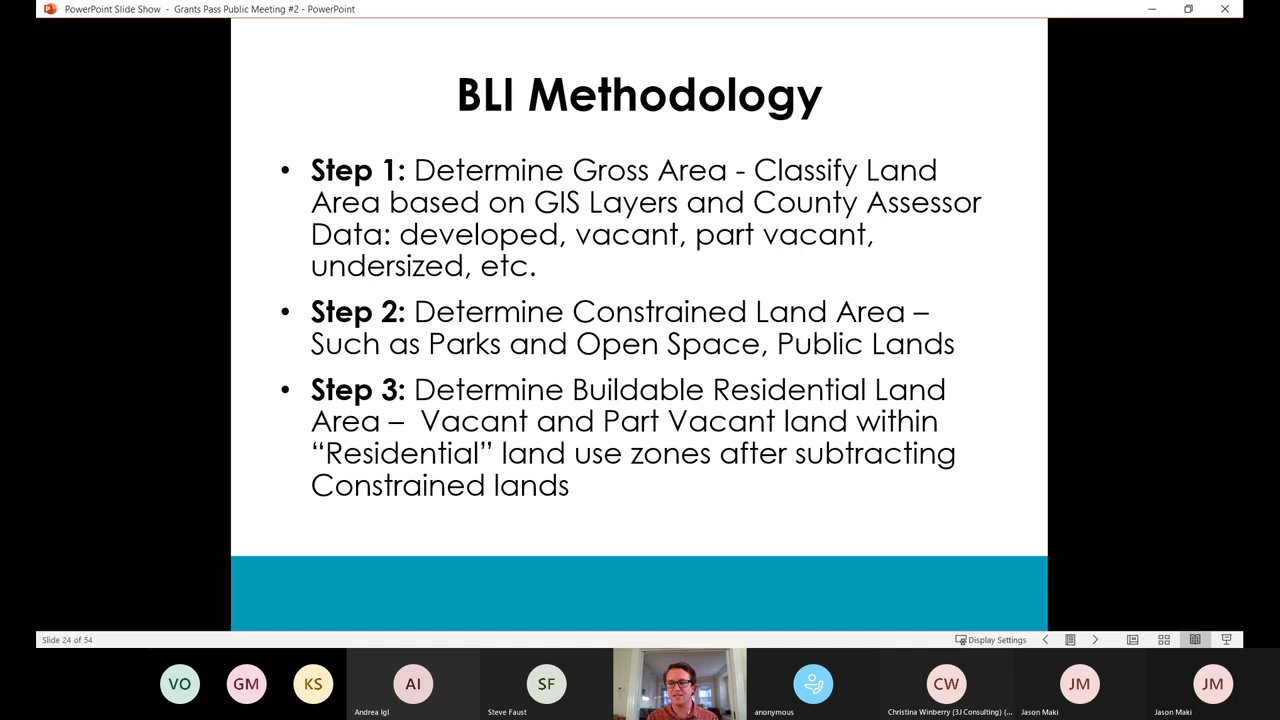 PowerPoint Slide Show - Grants Pass Public Meeting #2 - PowerPoint
BLI Methodology
• Step 1: Determine Gross Area - Classify Land
Area based on GIS Layers and County Assessor
Data: developed, vacant, part vacant,
undersized, etc.
• Step 2: Determine Constrained Land Area –
Such as Parks and Open Space, Public Lands
• Step 3: Determine Buildable Residential Land
Area – Vacant and Part Vacant land within
“Residential” land use zones after subtracting
Constrained lands
Slide 24 of 54
Display Settings
VO
GM
KS
AI
SF
CW
JM
JM
Andrea Igl
Steve Faust
anonymous
Christina Winberry (3J Consulting) (...
Jason Maki
Jason Maki